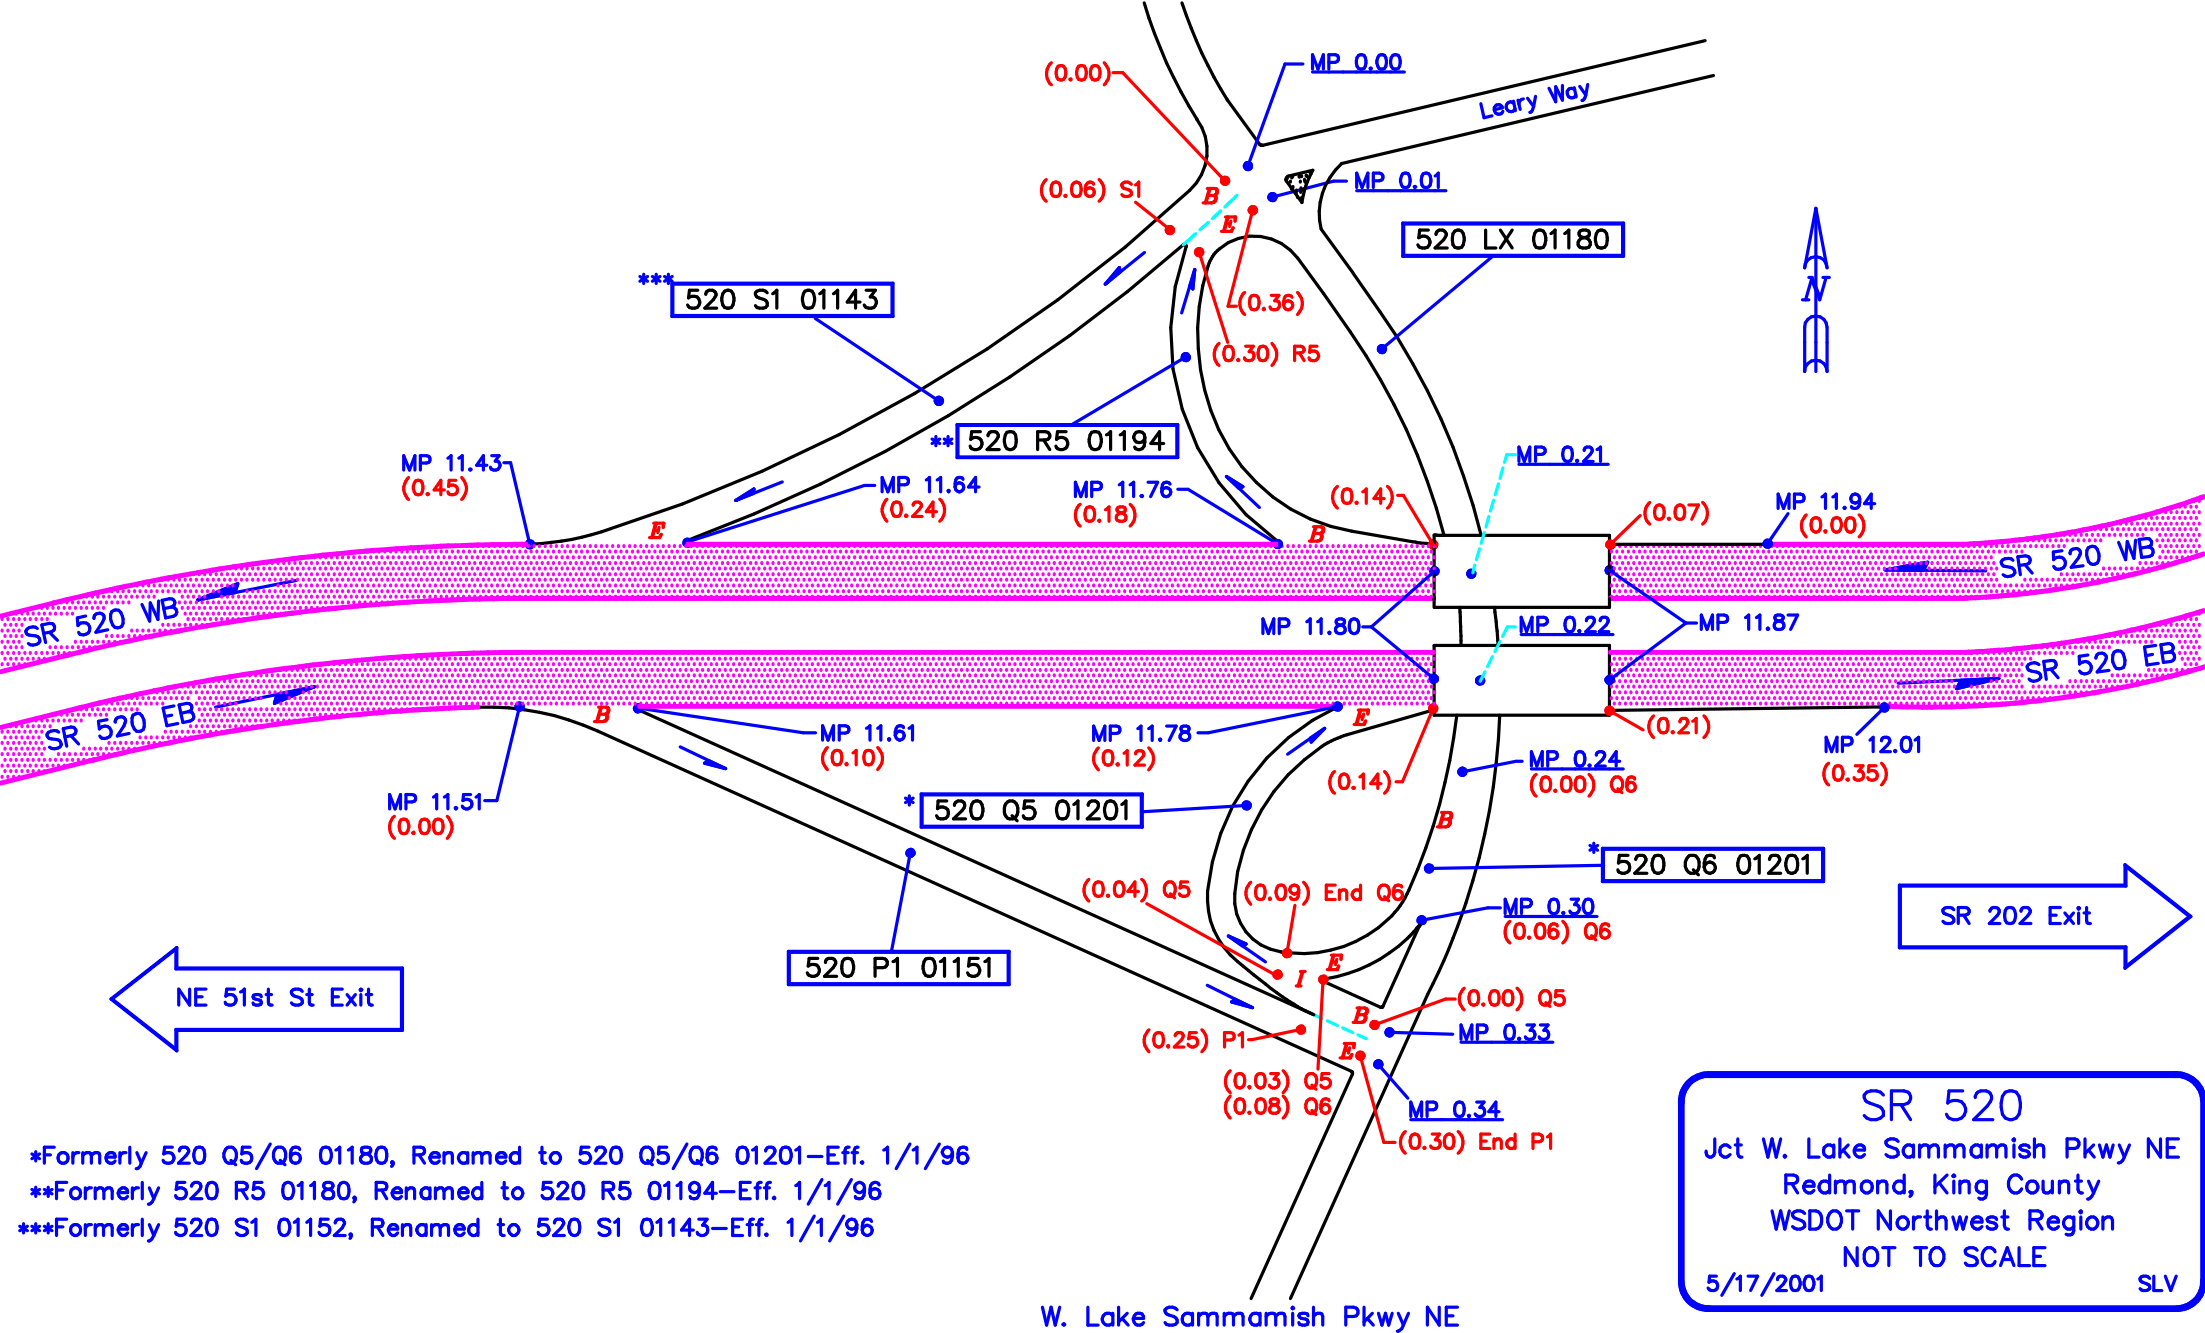 (0.00)
MP 0.00
Leary Way
(0.06) S1
B
MP 0.01
E
520 LX 01180
N
***
520 S1 01143
(0.36)
(0.30) R5
**
520 R5 01194
MP 11.43
(0.45)
MP 11.64
(0.24)
MP 11.76
(0.18)
(0.14)
MP 0.21
(0.07)
MP 11.94
(0.00)
E
B
SR 520 WB
SR 520 WB
MP 11.80
MP 0.22
MP 11.87
SR 520 EB
SR 520 EB
B
E
MP 11.61
(0.10)
MP 11.78
(0.12)
(0.21)
MP 12.01
(0.35)
MP 11.51
(0.00)
(0.14)
MP 0.24
(0.00) Q6
*
520 Q5 01201
B
*
520 Q6 01201
(0.04) Q5
(0.09) End Q6
MP 0.30
(0.06) Q6
SR 202 Exit
520 P1 01151
E
I
NE 51st St Exit
(0.00) Q5
B
MP 0.33
(0.25) P1
E
(0.03) Q5
(0.08) Q6
MP 0.34
(0.30) End P1
*Formerly 520 Q5/Q6 01180, Renamed to 520 Q5/Q6 01201-Eff. 1/1/96
**Formerly 520 R5 01180, Renamed to 520 R5 01194-Eff. 1/1/96
***Formerly 520 S1 01152, Renamed to 520 S1 01143-Eff. 1/1/96
SR 520
Jct W. Lake Sammamish Pkwy NE
Redmond, King County
WSDOT Northwest Region
NOT TO SCALE
5/17/2001 SLV
W. Lake Sammamish Pkwy NE